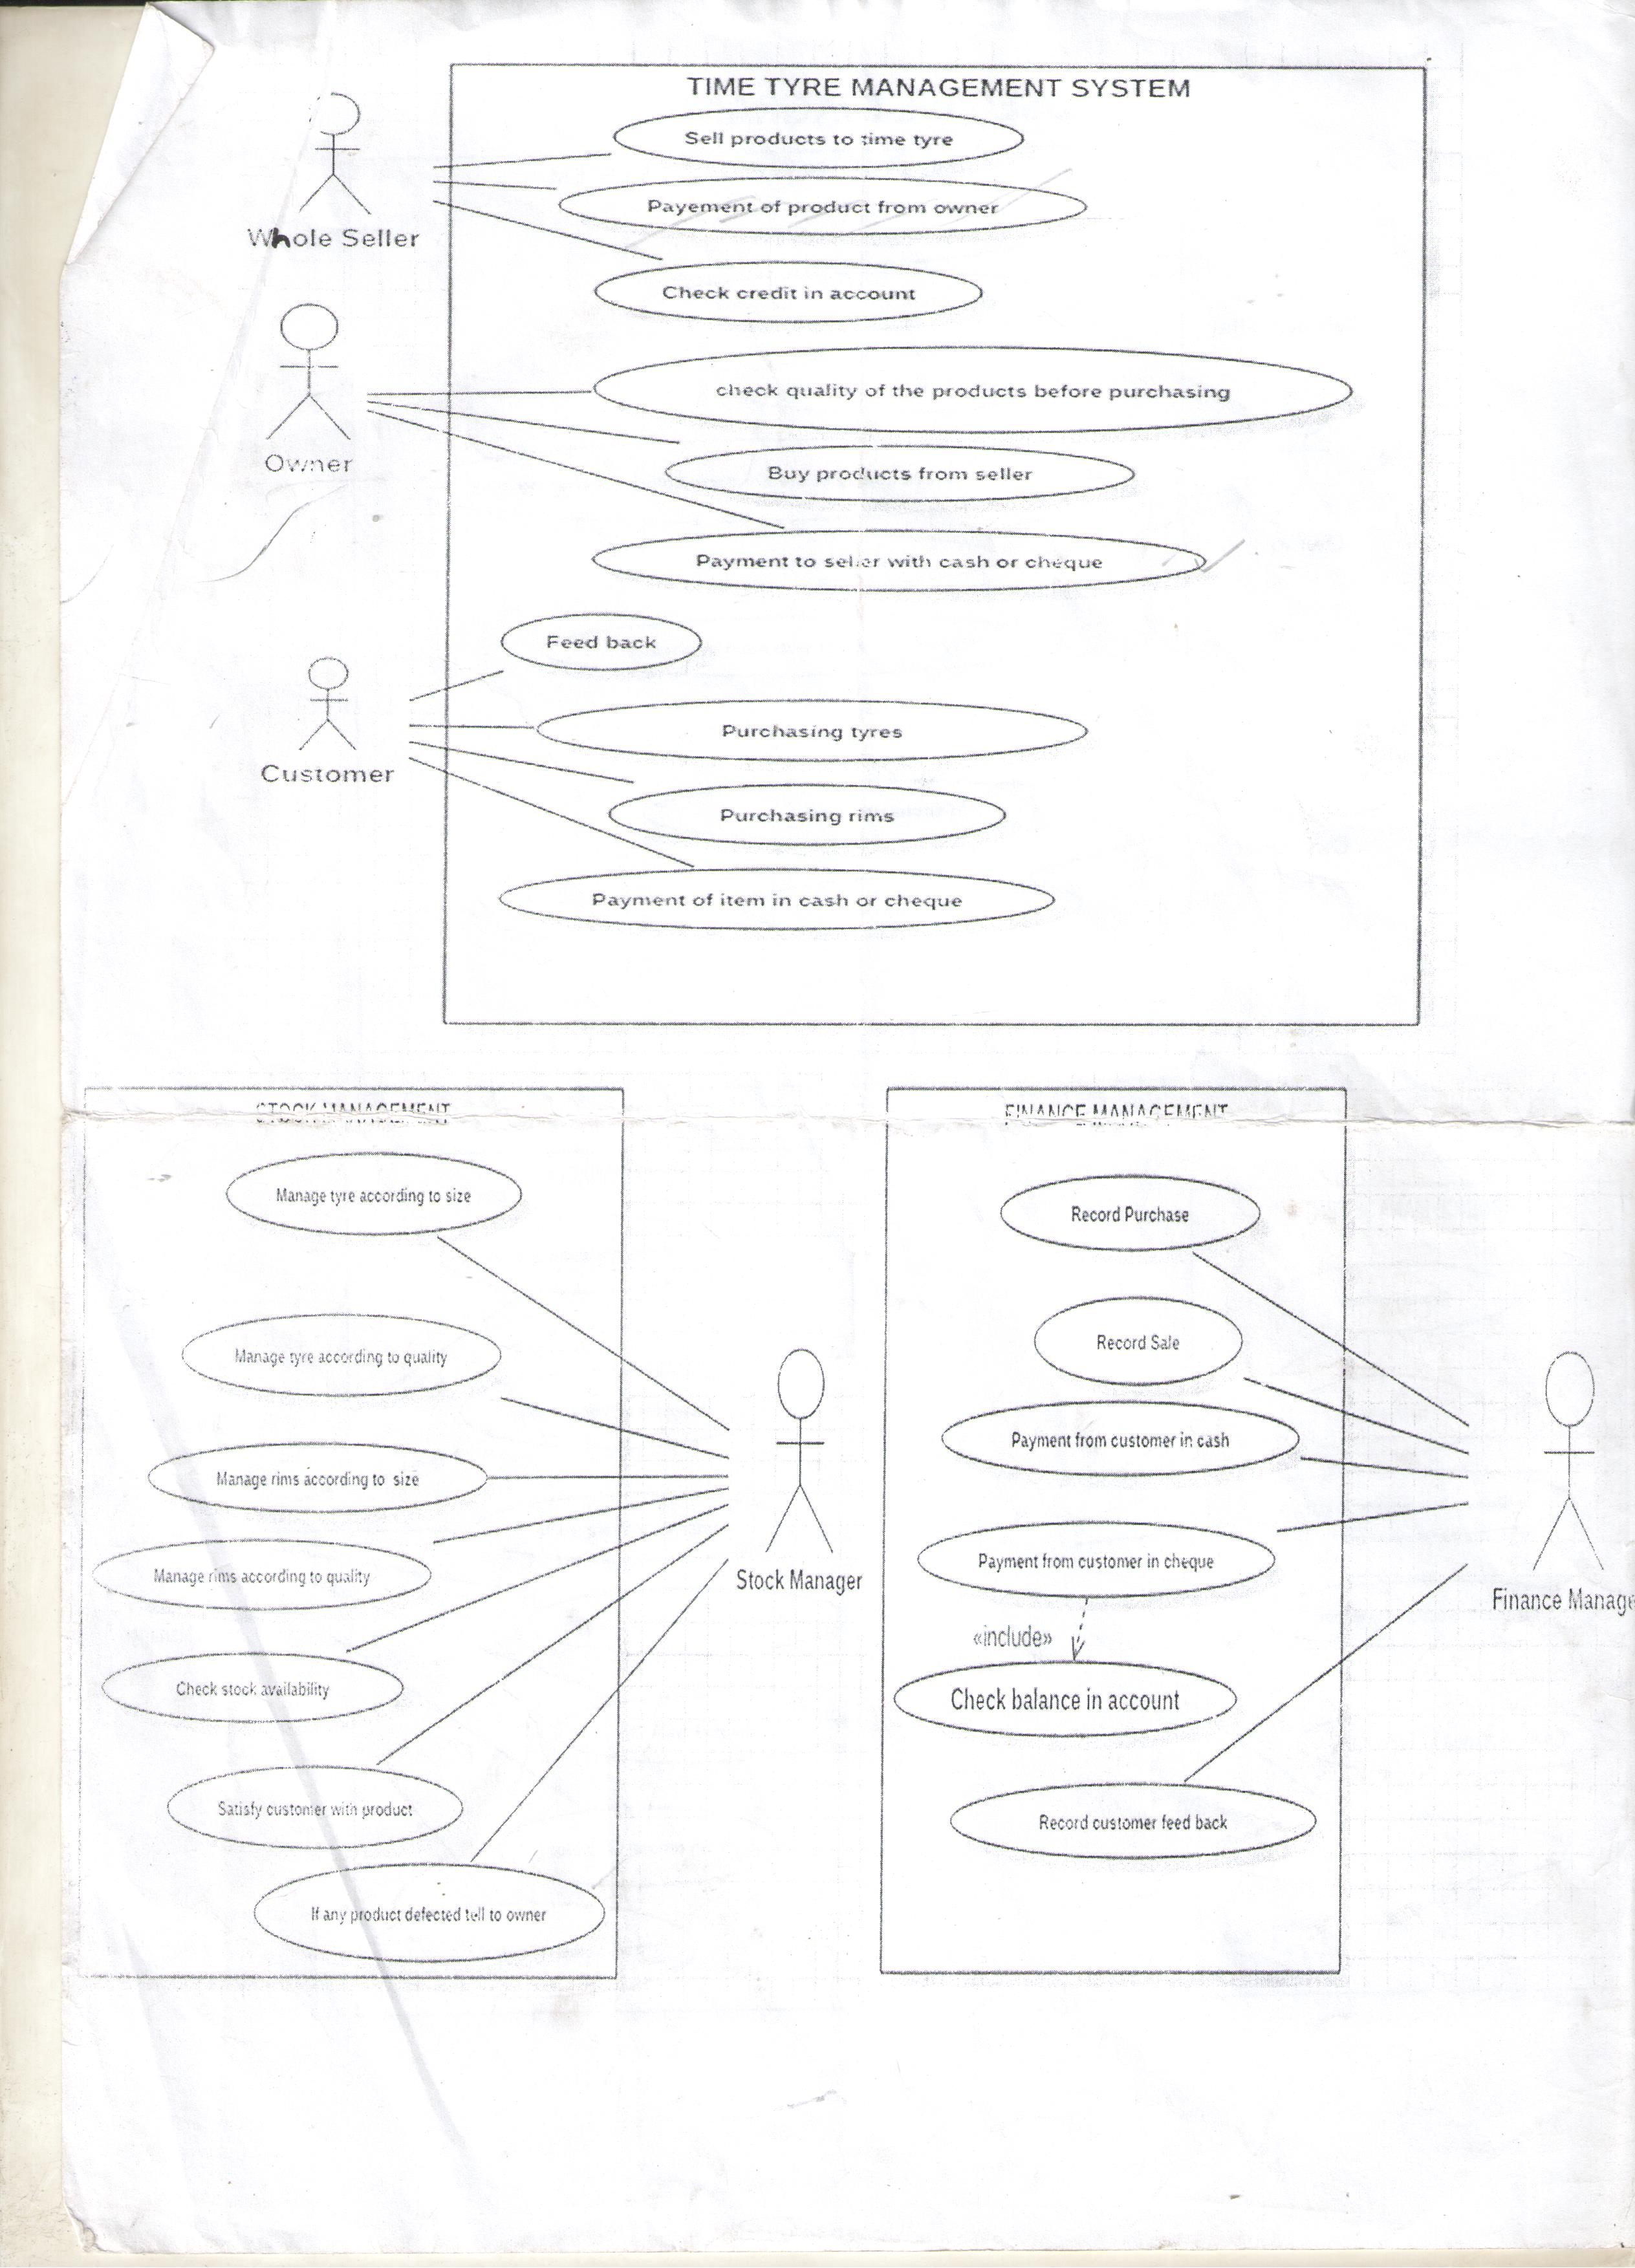 TIME TYRE MANAGEMENT SYSTEM
Sell products to time tyre
Payement of product from owner
Whole Seller
Check credit in account
check quality of the products before purchasing
Owner
Buy products from seller
Payment to seller with cash or cheque
Feed back
Purchasing tyres
Customer
Purchasing rims
Payment of item in cash or cheque
STOCK MANAGEMENT
Manage tyre according to size
Manage tyre according to quality
Manage rims according to size
Manage rims according to quality
Check stock availability
Satisfy customer with product
If any product defected tell to owner
Stock Manager
FINANCE MANAGEMENT
Record Purchase
Record Sale
Payment from customer in cash
Payment from customer in cheque
«include»
Check balance in account
Record customer feed back
Finance Manage